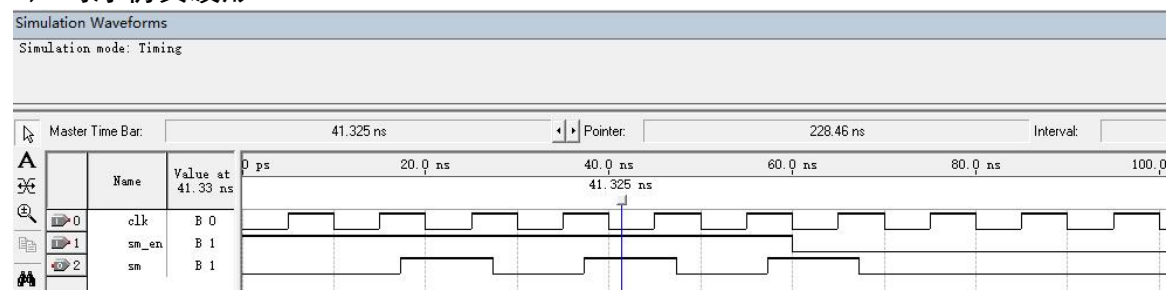 Simulation Waveforms
Simulation mode: Timing
Master Time Bar: 41.325 ns Pointer: 228.46 ns Interval:
Name Value at 41.33 ns
0 ps 20.0 ns 40.0 ns 60.0 ns 80.0 ns 100.0
41.325 ns
0 clk B 0
1 sm_en B 1
2 sm B 1